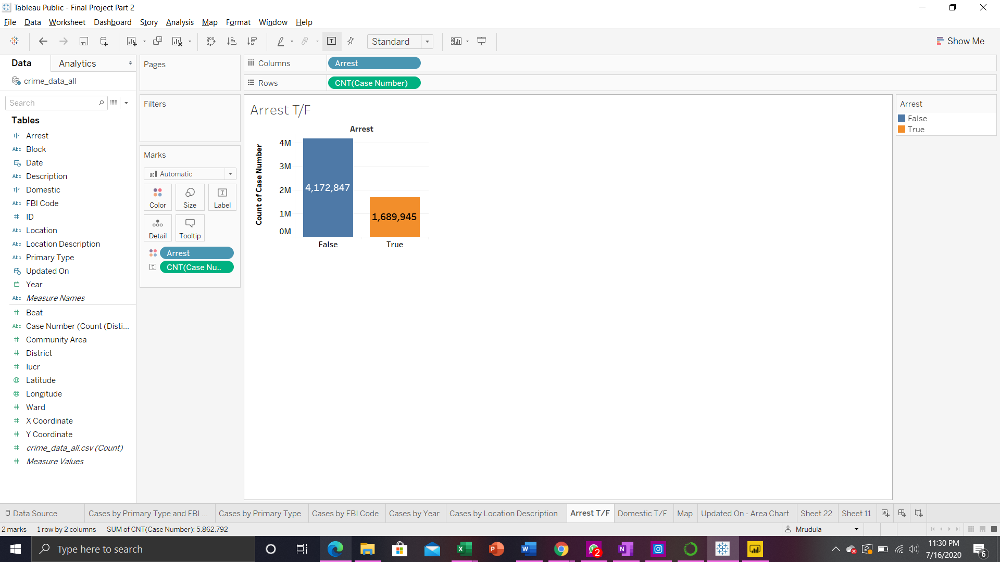 Tableau Public - Final Project Part 2
File Data Worksheet Dashboard Story Analysis Map Format Window Help
Standard
Show Me
Data Analytics
crime_data_all
Search
Tables
T|F Arrest
Abc Block
Date
Abc Description
T|F Domestic
Abc FBI Code
# ID
Abc Location
Abc Location Description
Abc Primary Type
Updated On
Year
Abc Measure Names
# Beat
Abc Case Number (Count (Disti...
# Community Area
# District
# Iucr
Latitude
Longitude
# Ward
# X Coordinate
# Y Coordinate
# crime_data_all.csv (Count)
# Measure Values
Pages
Filters
Marks
Automatic
Color Size Label
Detail Tooltip
Arrest
CNT(Case Nu..
Columns Arrest
Rows CNT(Case Number)
Arrest T/F
Arrest
Count of Case Number
4M
3M
2M
1M
0M
4,172,847
1,689,945
False True
Arrest
False
True
Data Source Cases by Primary Type and FBI ... Cases by Primary Type Cases by FBI Code Cases by Year Cases by Location Description Arrest T/F Domestic T/F Map Updated On - Area Chart Sheet 22 Sheet 11
2 marks 1 row by 2 columns SUM of CNT(Case Number): 5,862,792 Mrudula
Type here to search
2
11:30 PM
7/16/2020
6